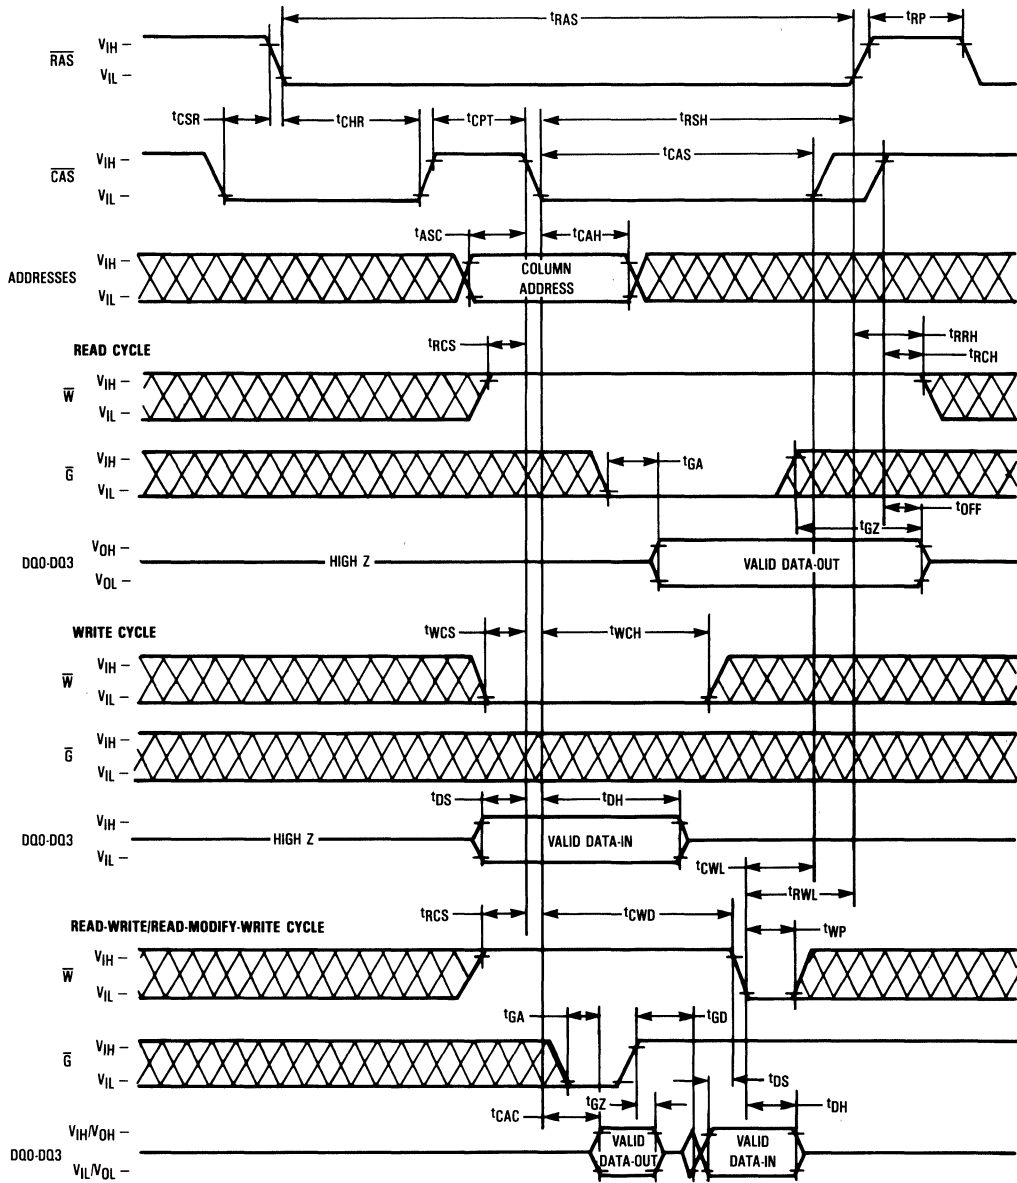 tRAS
tRP
VIH
RAS
VIL
tCSR
tCHR
tCPT
tRSH
tCAS
VIH
CAS
VIL
tASC
tCAH
VIH
ADDRESSES
COLUMN
ADDRESS
VIL
tRRH
tRCH
READ CYCLE
tRCS
VIH
W
VIL
VIH
G
VIL
tGA
tOFF
tGZ
VOH
DQ0-DQ3
HIGH Z
VALID DATA-OUT
VOL
WRITE CYCLE
tWCS
tWCH
VIH
W
VIL
VIH
G
VIL
tDS
tDH
VIH
DQ0-DQ3
HIGH Z
VALID DATA-IN
VIL
tCWL
tRWL
READ-WRITE/READ-MODIFY-WRITE CYCLE
tRCS
tCWD
tWP
VIH
W
VIL
tGA
tGD
VIH
G
VIL
tDS
tGZ
tCAC
tDH
VIH/VOH
DQ0-DQ3
VALID
DATA-OUT
VALID
DATA-IN
VIL/VOL